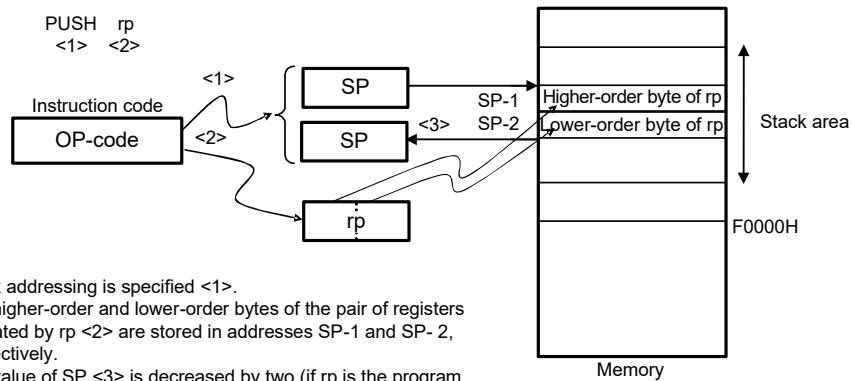 PUSH rp
<1> <2>
<1>
SP
SP-1
Higher-order byte of rp
Instruction code
<3>
SP-2
Lower-order byte of rp
Stack area
OP-code
<2>
SP
rp
F0000H
addressing is specified <1>.
higher-order and lower-order bytes of the pair of registers
by rp <2> are stored in addresses SP-1 and SP- 2,
value of SP <3> is decreased by two (if rp is the program
Memory